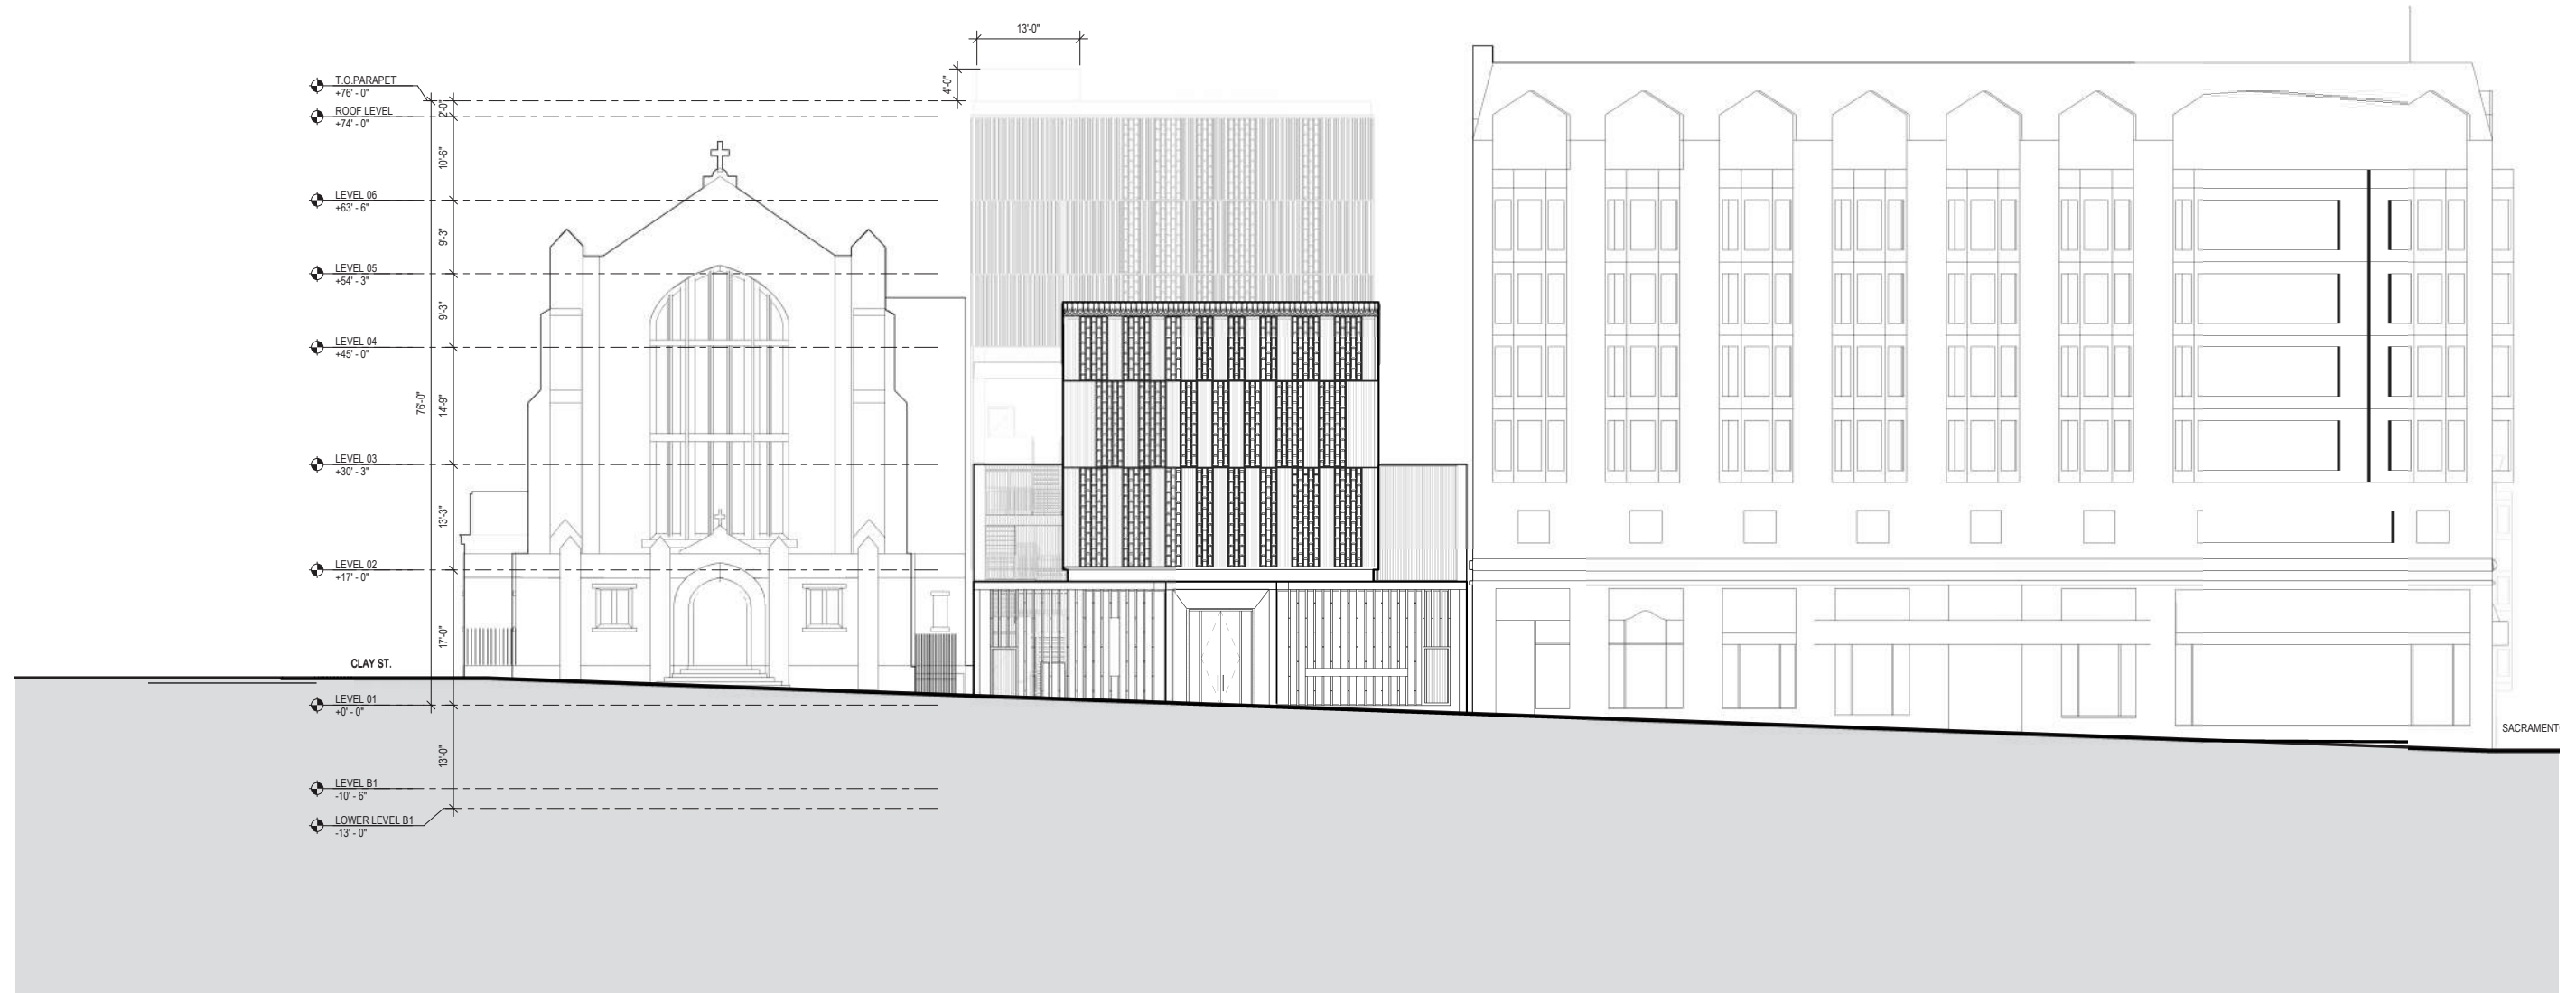 13'-0"
4'-0"
T.O.PARAPET
+76' - 0"
2'-0"
ROOF LEVEL
+74' - 0"
10'-6"
LEVEL 06
+63' - 6"
9'-3"
LEVEL 05
+54' - 3"
9'-3"
LEVEL 04
+45' - 0"
76'-0"
14'-9"
LEVEL 03
+30' - 3"
13'-3"
LEVEL 02
+17' - 0"
17'-0"
CLAY ST.
LEVEL 01
+0' - 0"
SACRAMENT
13'-0"
LEVEL B1
-10' - 6"
LOWER LEVEL B1
-13' - 0"